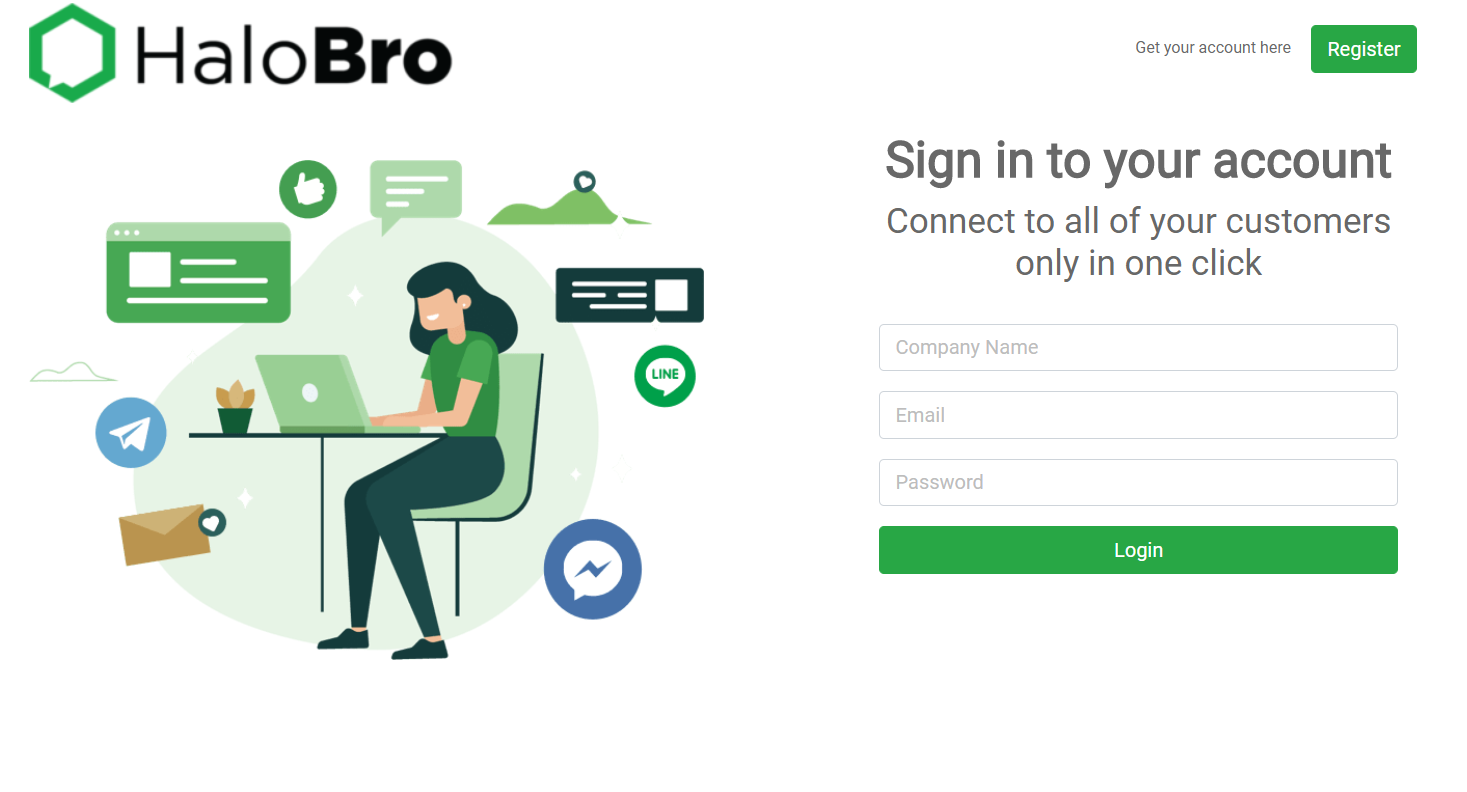 HaloBro
Get your account here
Register
Sign in to your account
Connect to all of your customers
only in one click
LINE
Company Name
Email
Password
Login